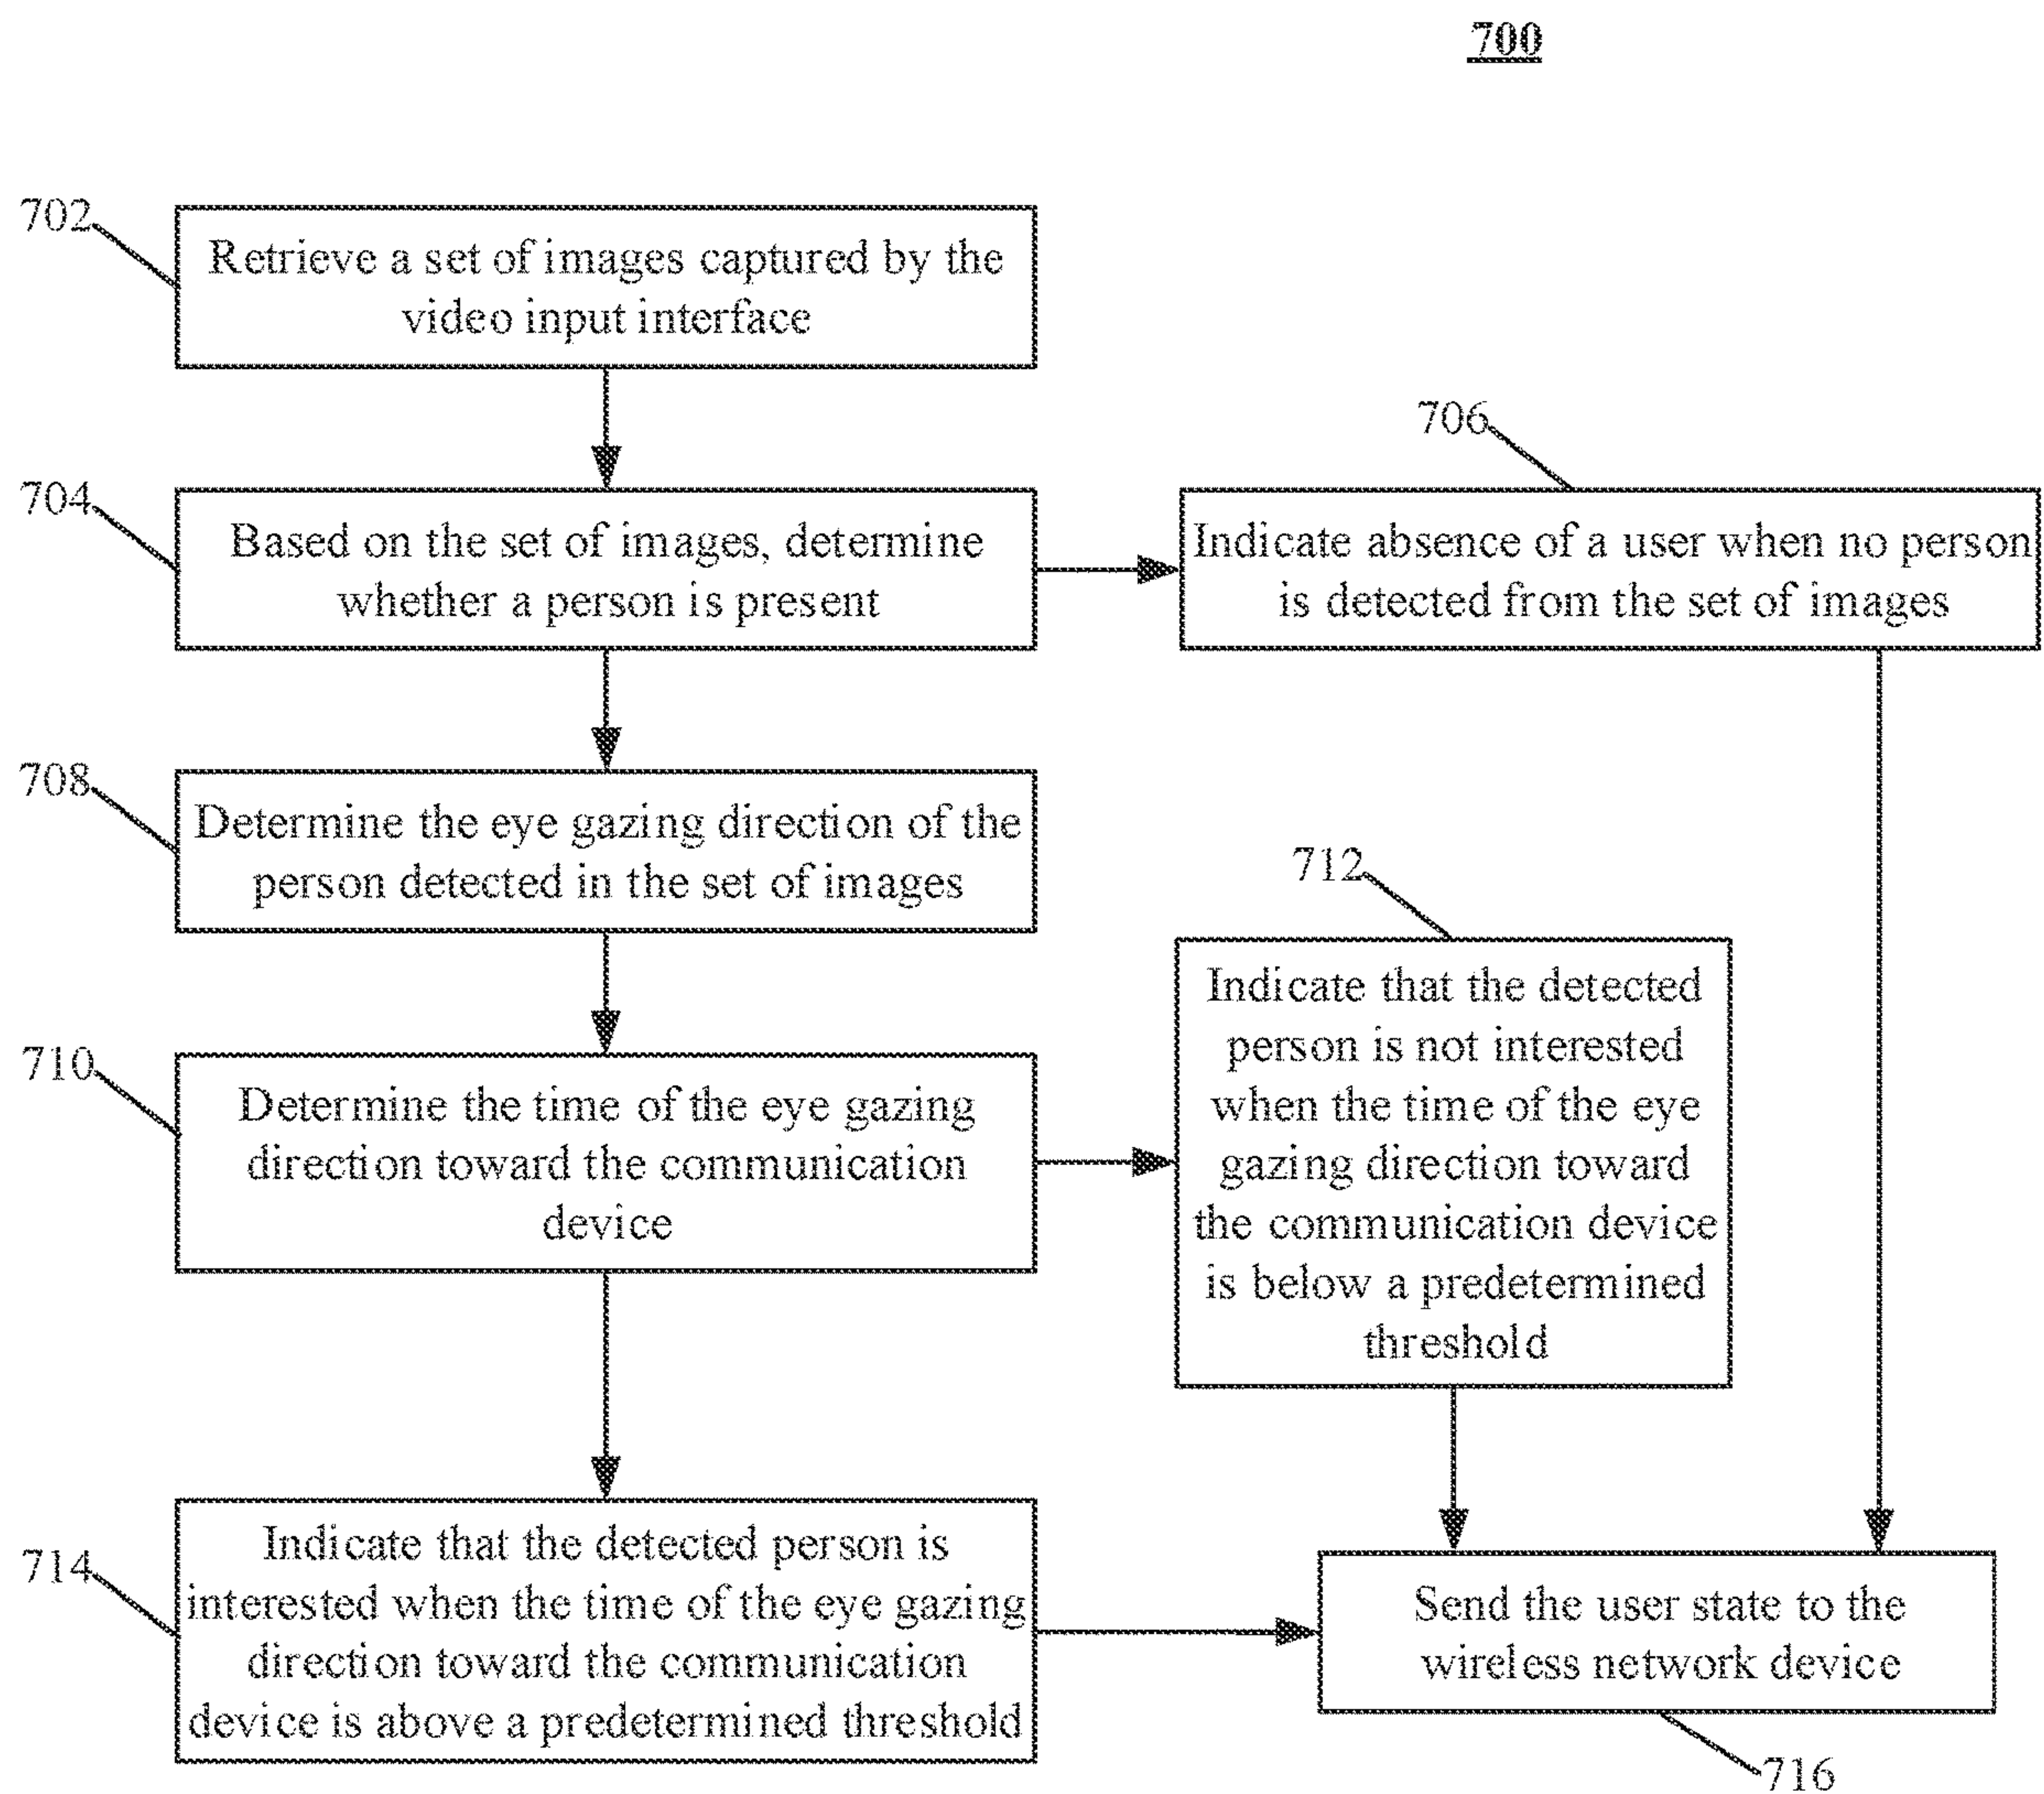 700
702
Retrieve a set of images captured by the
video input interface
704
Based on the set of images, determine
whether a person is present
706
Indicate absence of a user when no person
is detected from the set of images
708
Determine the eye gazing direction of the
person detected in the set of images
710
Determine the time of the eye gazing
direction toward the communication
device
712
Indicate that the detected
person is not interested
when the time of the eye
gazing direction toward
the communication device
is below a predetermined
threshold
714
Indicate that the detected person is
interested when the time of the eye gazing
direction toward the communication
device is above a predetermined threshold
Send the user state to the
wireless network device
716